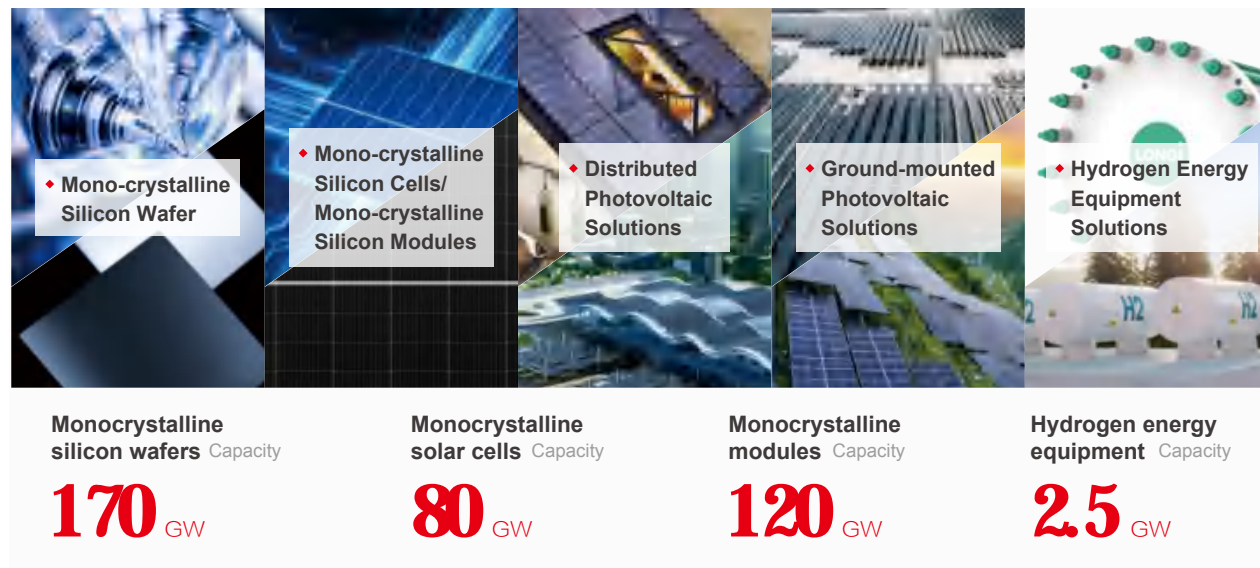 Mono-crystalline
Silicon Wafer
Mono-crystalline
Silicon Cells/
Mono-crystalline
Silicon Modules
Distributed
Photovoltaic
Solutions
Ground-mounted
Photovoltaic
Solutions
LONGi
Hydrogen Energy
Equipment
Solutions
2
H2
H2
Monocrystalline
silicon wafers Capacity
170 GW
Monocrystalline
solar cells Capacity
80 GW
Monocrystalline
modules Capacity
120 GW
Hydrogen energy
equipment Capacity
2.5 GW